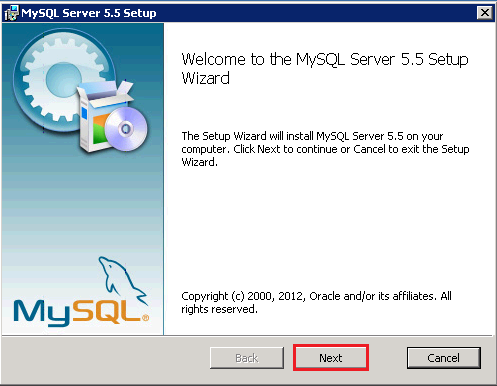 MySQL Server 5.5 Setup
Welcome to the MySQL Server 5.5 Setup
Wizard
The Setup Wizard will install MySQL Server 5.5 on your
computer. Click Next to continue or Cancel to exit the Setup
Wizard.
MySQL®
Copyright (c) 2000, 2012, Oracle and/or its affiliates. All
rights reserved.
Back Next Cancel